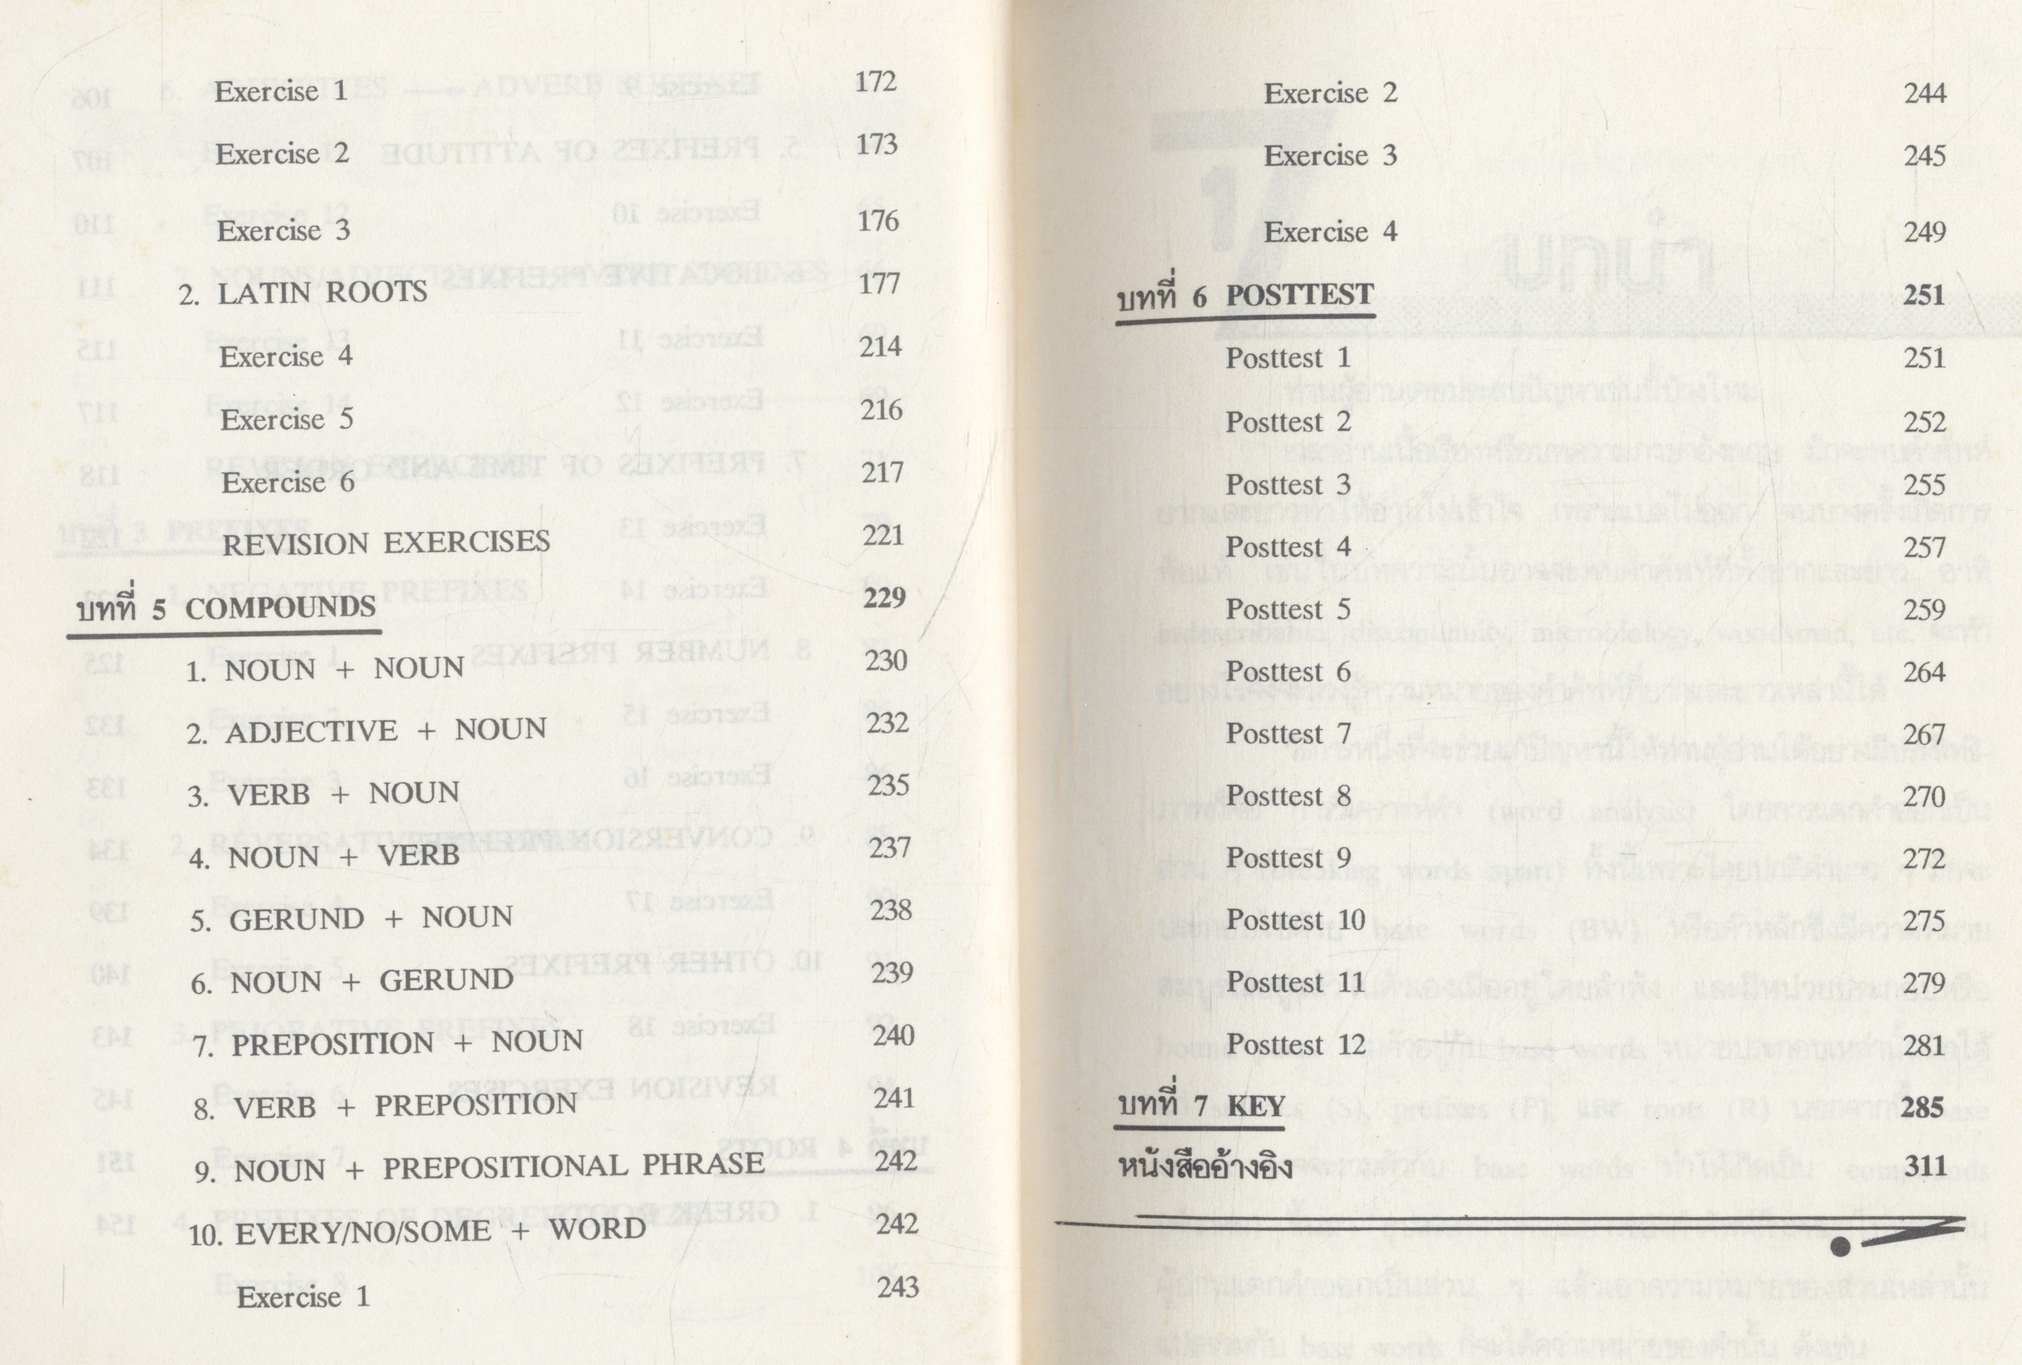 Exercise 1 172
Exercise 2 173
Exercise 3 176
2. LATIN ROOTS 177
Exercise 4 214
Exercise 5 216
Exercise 6 217
REVISION EXERCISES 221
บทที่ 5 COMPOUNDS 229
1. NOUN + NOUN 230
2. ADJECTIVE + NOUN 232
3. VERB + NOUN 235
4. NOUN + VERB 237
5. GERUND + NOUN 238
6. NOUN + GERUND 239
7. PREPOSITION + NOUN 240
8. VERB + PREPOSITION 241
9. NOUN + PREPOSITIONAL PHRASE 242
10. EVERY/NO/SOME + WORD 242
Exercise 1 243
Exercise 2 244
Exercise 3 245
Exercise 4 249
บทที่ 6 POSTTEST 251
Posttest 1 251
Posttest 2 252
Posttest 3 255
Posttest 4 257
Posttest 5 259
Posttest 6 264
Posttest 7 267
Posttest 8 270
Posttest 9 272
Posttest 10 275
Posttest 11 279
Posttest 12 281
บทที่ 7 KEY 285
หนังสืออ้างอิง 311